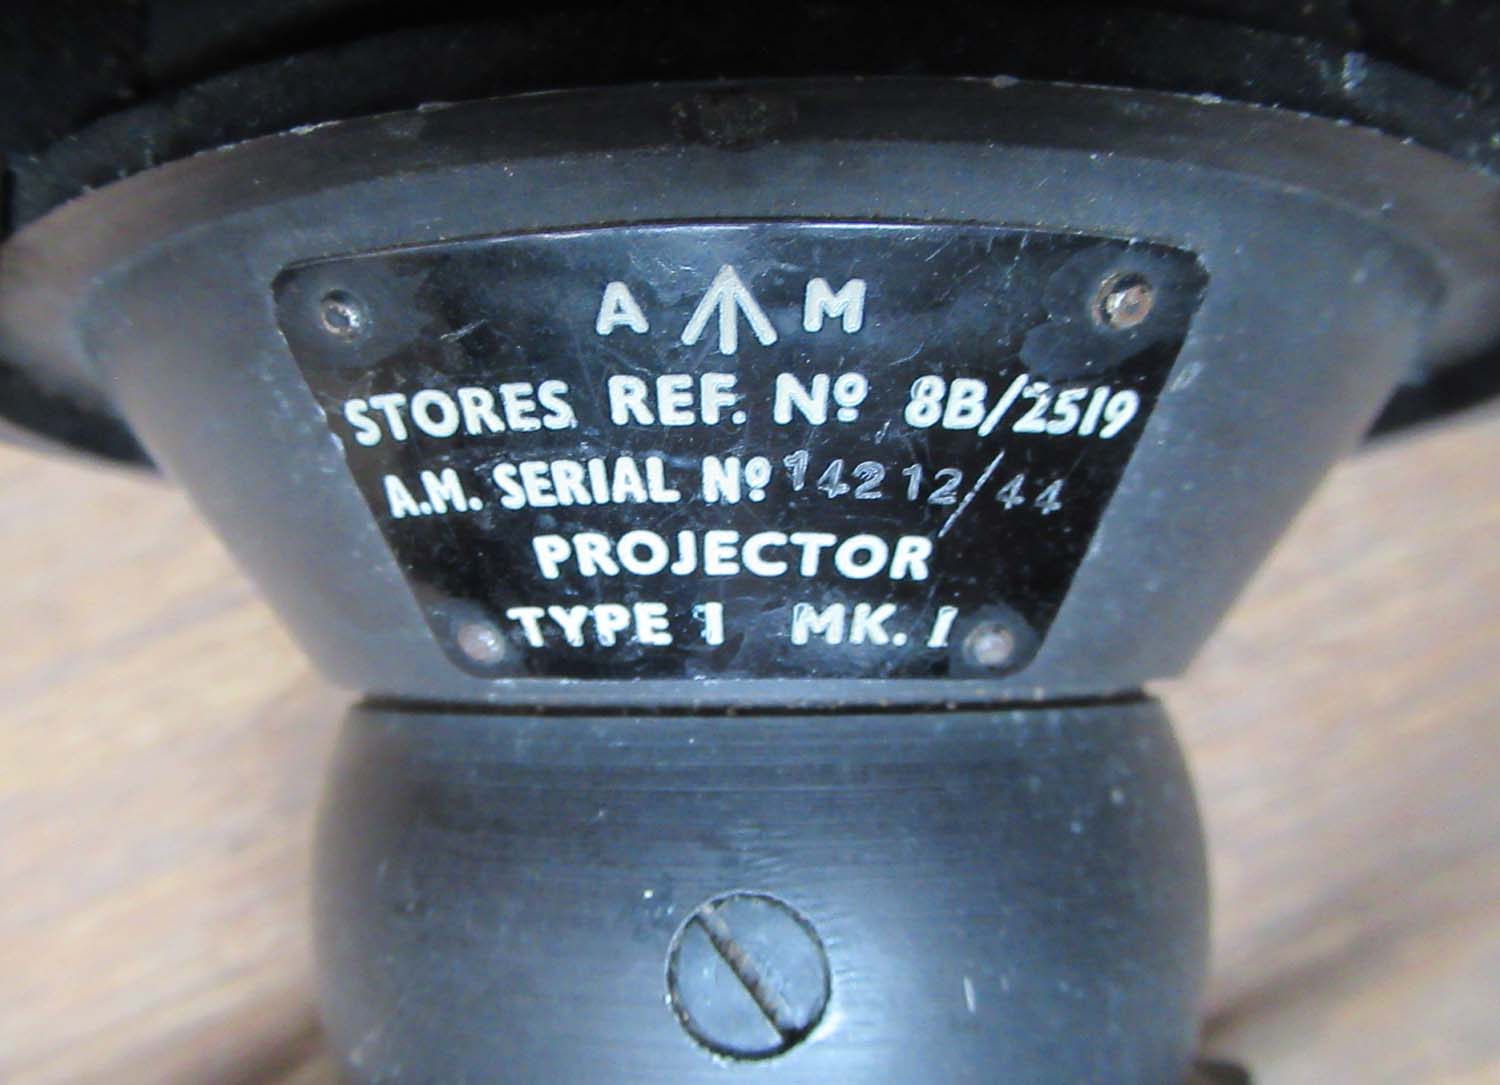 A ↑ M
STORES REF. Nº 8B/2519
A.M. SERIAL Nº 14212/44
PROJECTOR
TYPE 1 MK. I